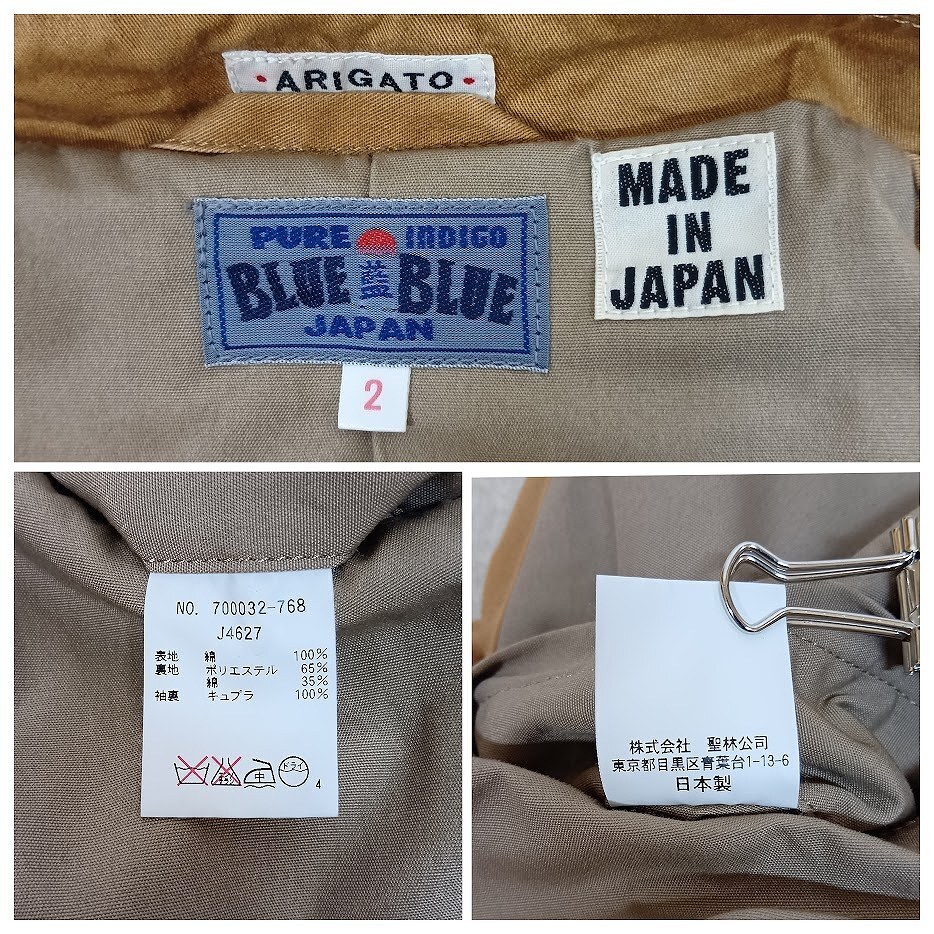 • ARIGATO •
PURE INDIGO
BLUE 藍 BLUE
JAPAN
2
MADE
IN
JAPAN
NO. 700032-768
J4627
表地 綿 100%
裏地 ポリエステル 65%
綿 35%
袖裏 キュプラ 100%
中 ドライ
4
株式会社 聖林公司
東京都目黒区青葉台1-13-6
日本製